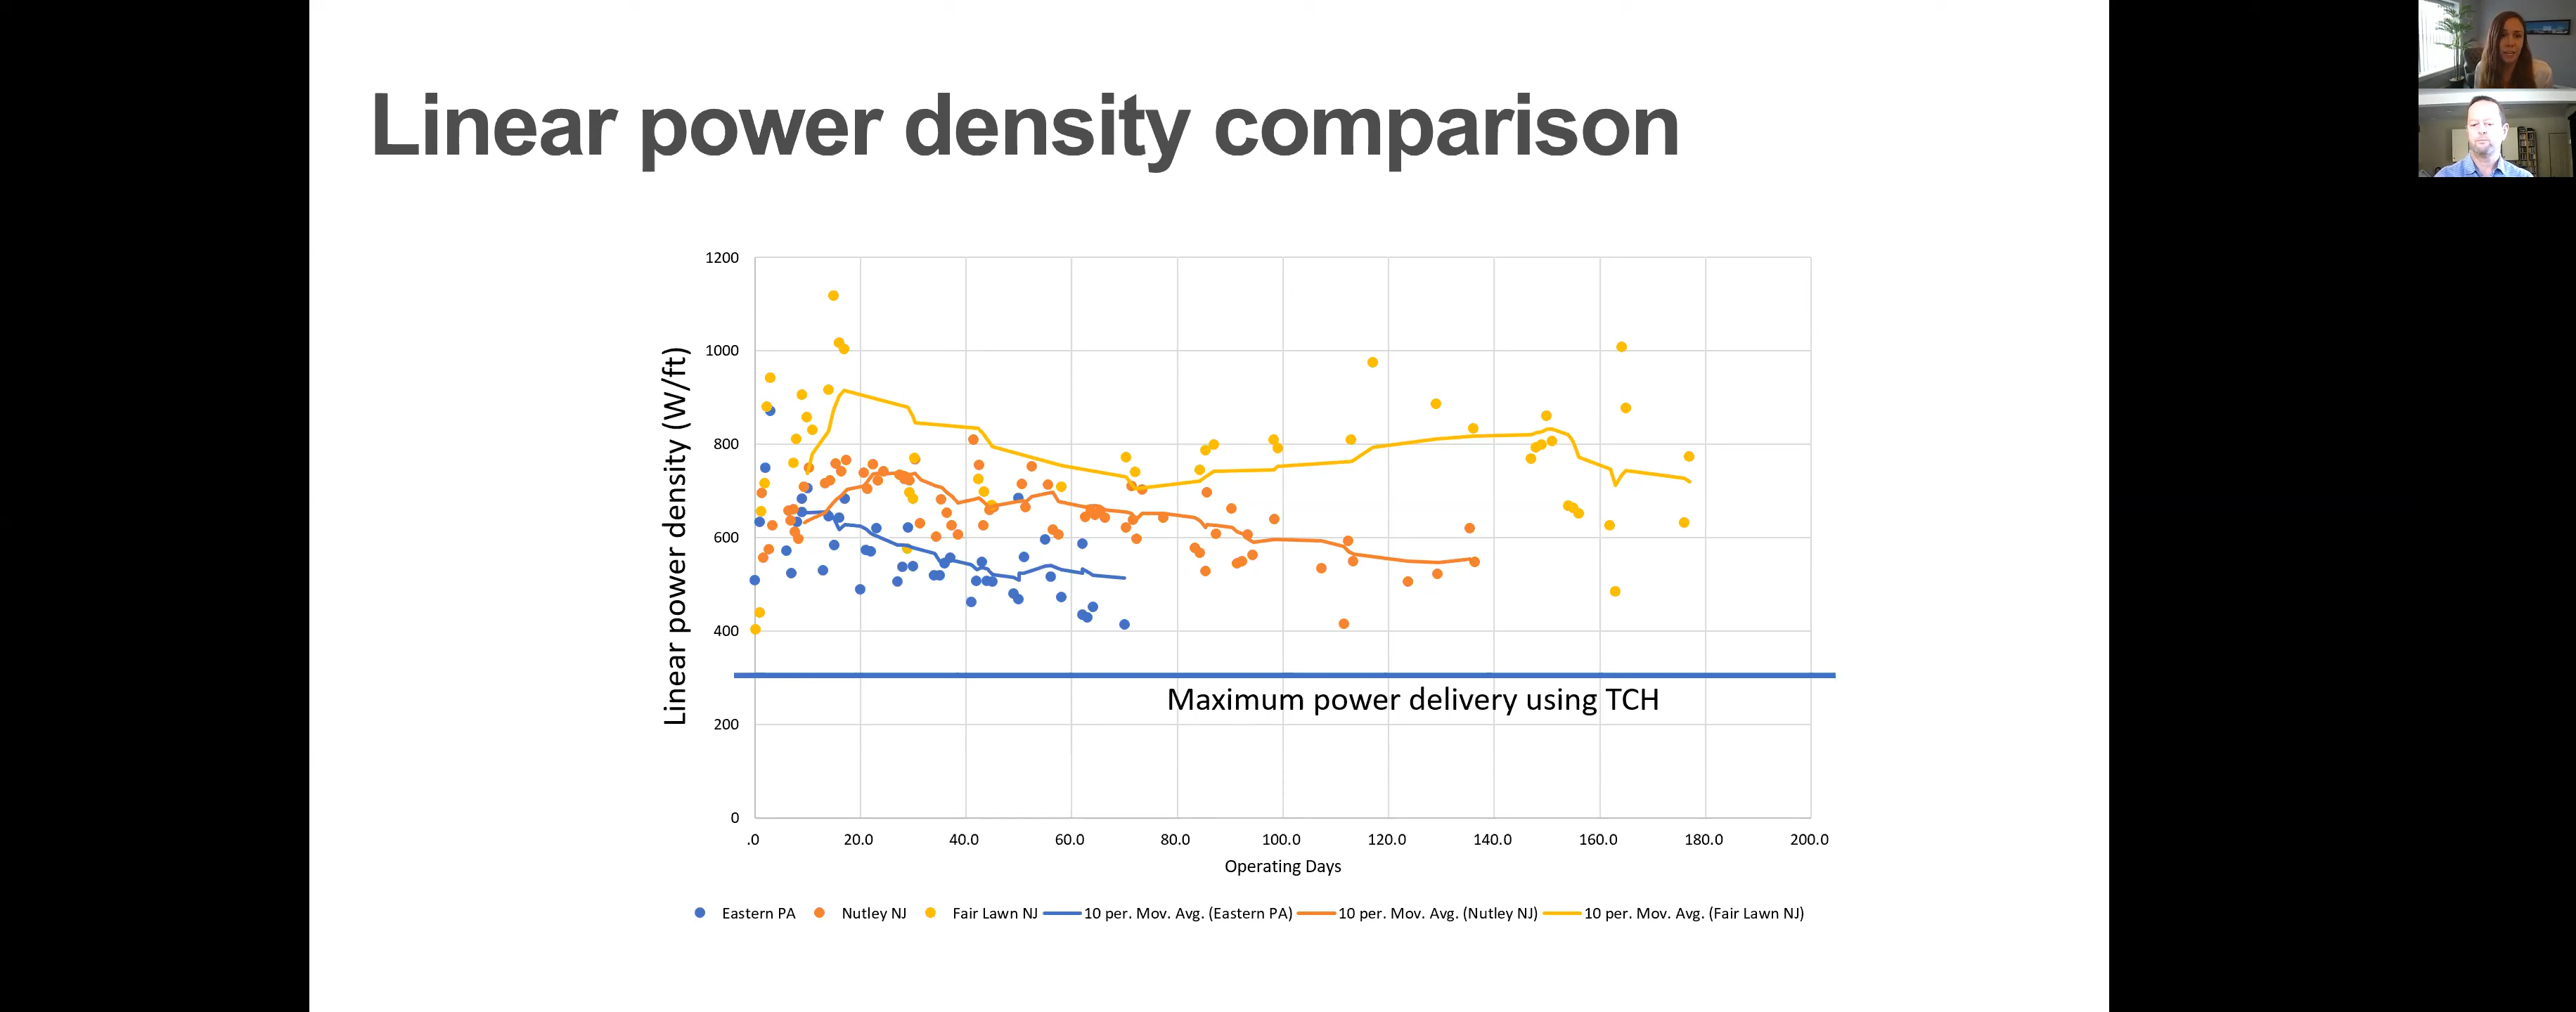 Linear power density comparison
Linear power density (W/ft)
1200
1000
800
600
400
200
0
Maximum power delivery using TCH
.0 20.0 40.0 60.0 80.0 100.0 120.0 140.0 160.0 180.0 200.0
Operating Days
Eastern PA Nutley NJ Fair Lawn NJ 10 per. Mov. Avg. (Eastern PA) 10 per. Mov. Avg. (Nutley NJ) 10 per. Mov. Avg. (Fair Lawn NJ)